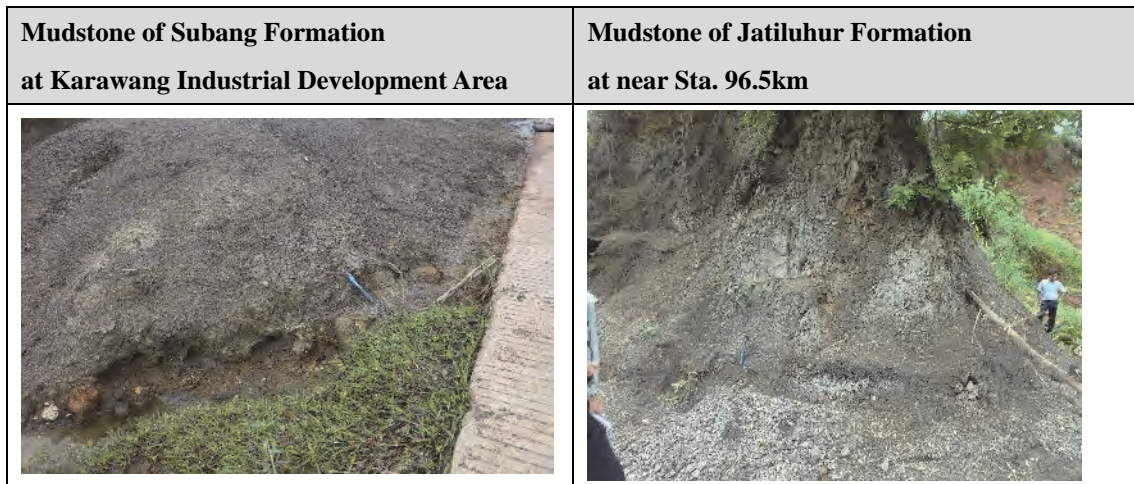 Mudstone of Subang Formation
at Karawang Industrial Development Area
Mudstone of Jatiluhur Formation
at near Sta. 96.5km